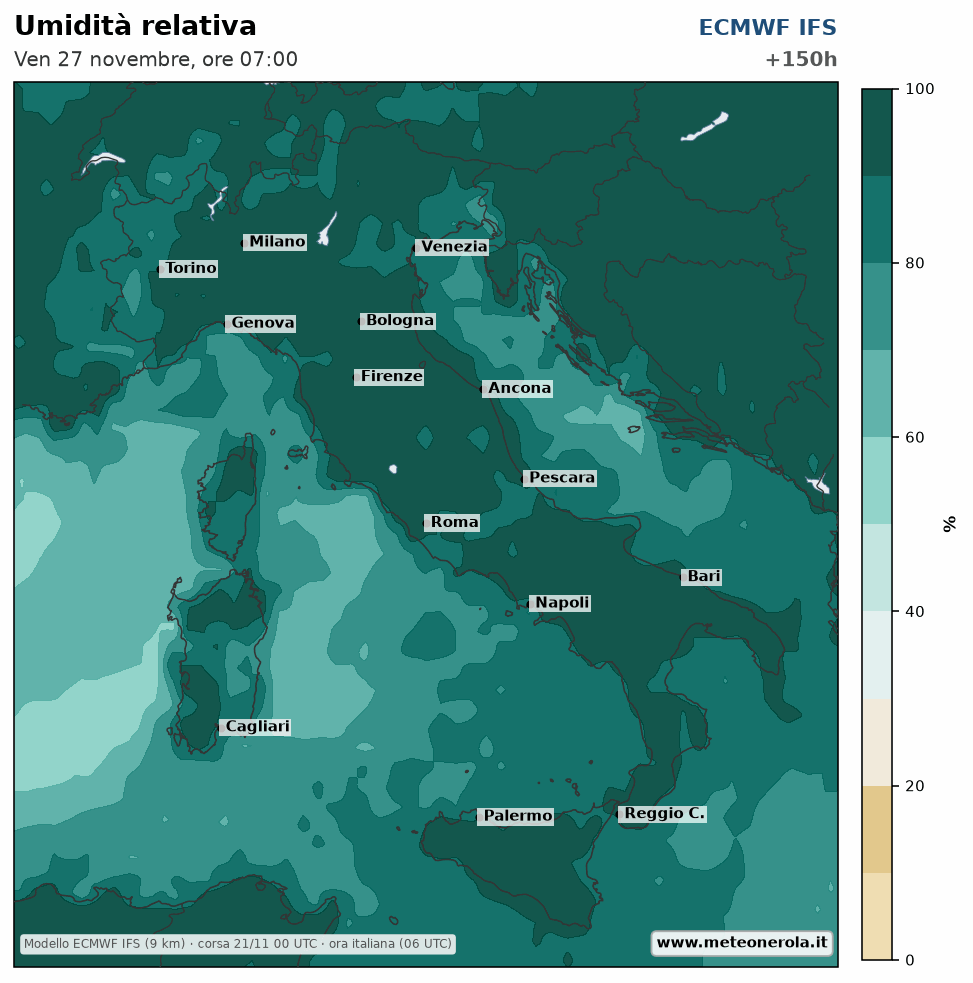 Umidità relativa
ECMWF IFS
Ven 27 novembre, ore 07:00
+150h
100
80
60
40
20
0
%
Milano
Venezia
Torino
Genova
Bologna
Firenze
Ancona
Pescara
Roma
Bari
Napoli
Cagliari
Palermo
Reggio C.
Modello ECMWF IFS (9 km) · corsa 21/11 00 UTC · ora italiana (06 UTC)
www.meteonerola.it